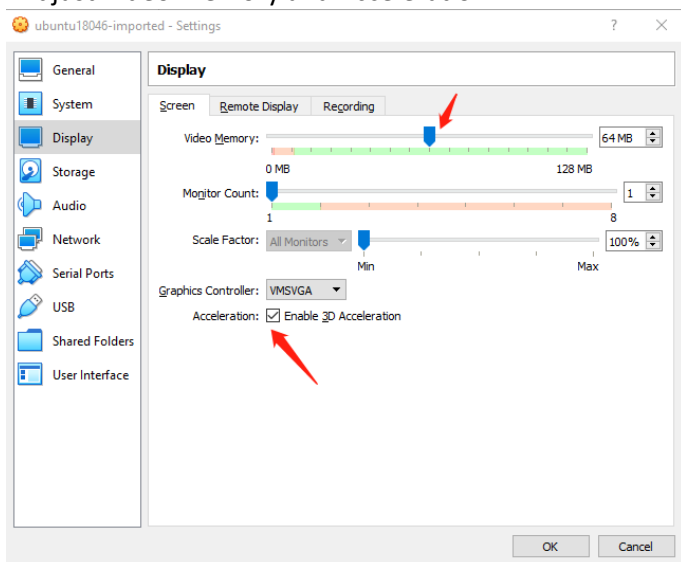 ubuntu18046-imported - Settings ?
General
System
Display
Storage
Audio
Network
Serial Ports
USB
Shared Folders
User Interface
Display
Screen Remote Display Recording
Video Memory: 64 MB
0 MB 128 MB
Monitor Count: 1
1 8
Scale Factor: All Monitors 100%
Min Max
Graphics Controller: VMSVGA
Acceleration: Enable 3D Acceleration
OK Cancel